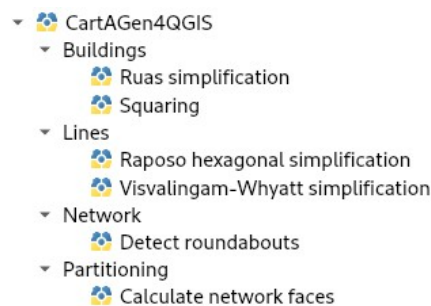 CartAGen4QGIS
Buildings
Ruas simplification
Squaring
Lines
Raposo hexagonal simplification
Visvalingam-Whyatt simplification
Network
Detect roundabouts
Partitioning
Calculate network faces